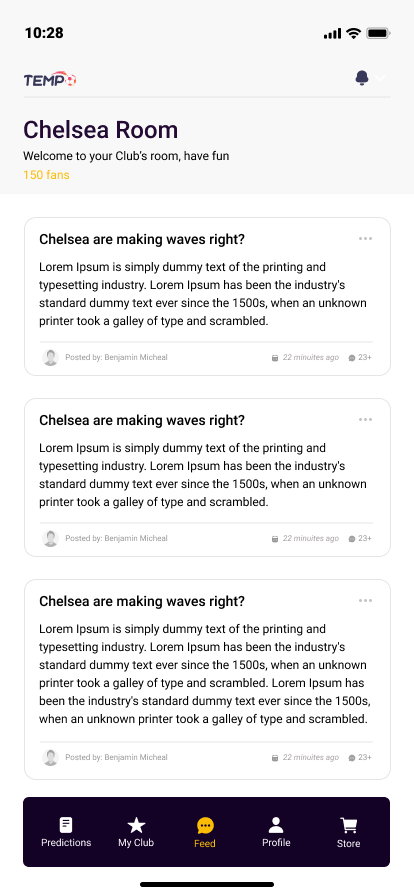 10:28
TEMPO
Chelsea Room
Welcome to your Club's room, have fun
150 fans
Chelsea are making waves right?
Lorem Ipsum is simply dummy text of the printing and
typesetting industry. Lorem Ipsum has been the industry's
standard dummy text ever since the 1500s, when an unknown
printer took a galley of type and scrambled.
Posted by: Benjamin Micheal 22 minuites ago 23+
Chelsea are making waves right?
Lorem Ipsum is simply dummy text of the printing and
typesetting industry. Lorem Ipsum has been the industry's
standard dummy text ever since the 1500s, when an unknown
printer took a galley of type and scrambled.
Posted by: Benjamin Micheal 22 minuites ago 23+
Chelsea are making waves right?
Lorem Ipsum is simply dummy text of the printing and
typesetting industry. Lorem Ipsum has been the industry's
standard dummy text ever since the 1500s, when an unknown
printer took a galley of type and scrambled. Lorem Ipsum has
been the industry's standard dummy text ever since the 1500s,
when an unknown printer took a galley of type and scrambled.
Posted by: Benjamin Micheal 22 minuites ago 23+
Predictions My Club Feed Profile Store